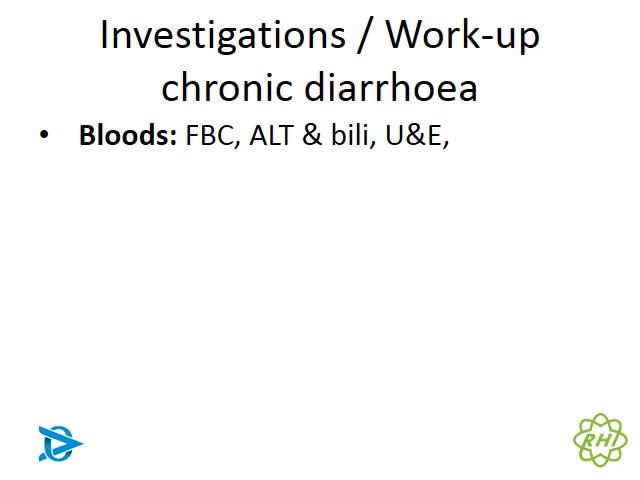 Investigations / Work-up
chronic diarrhoea
• Bloods: FBC, ALT & bili, U&E,
RHI